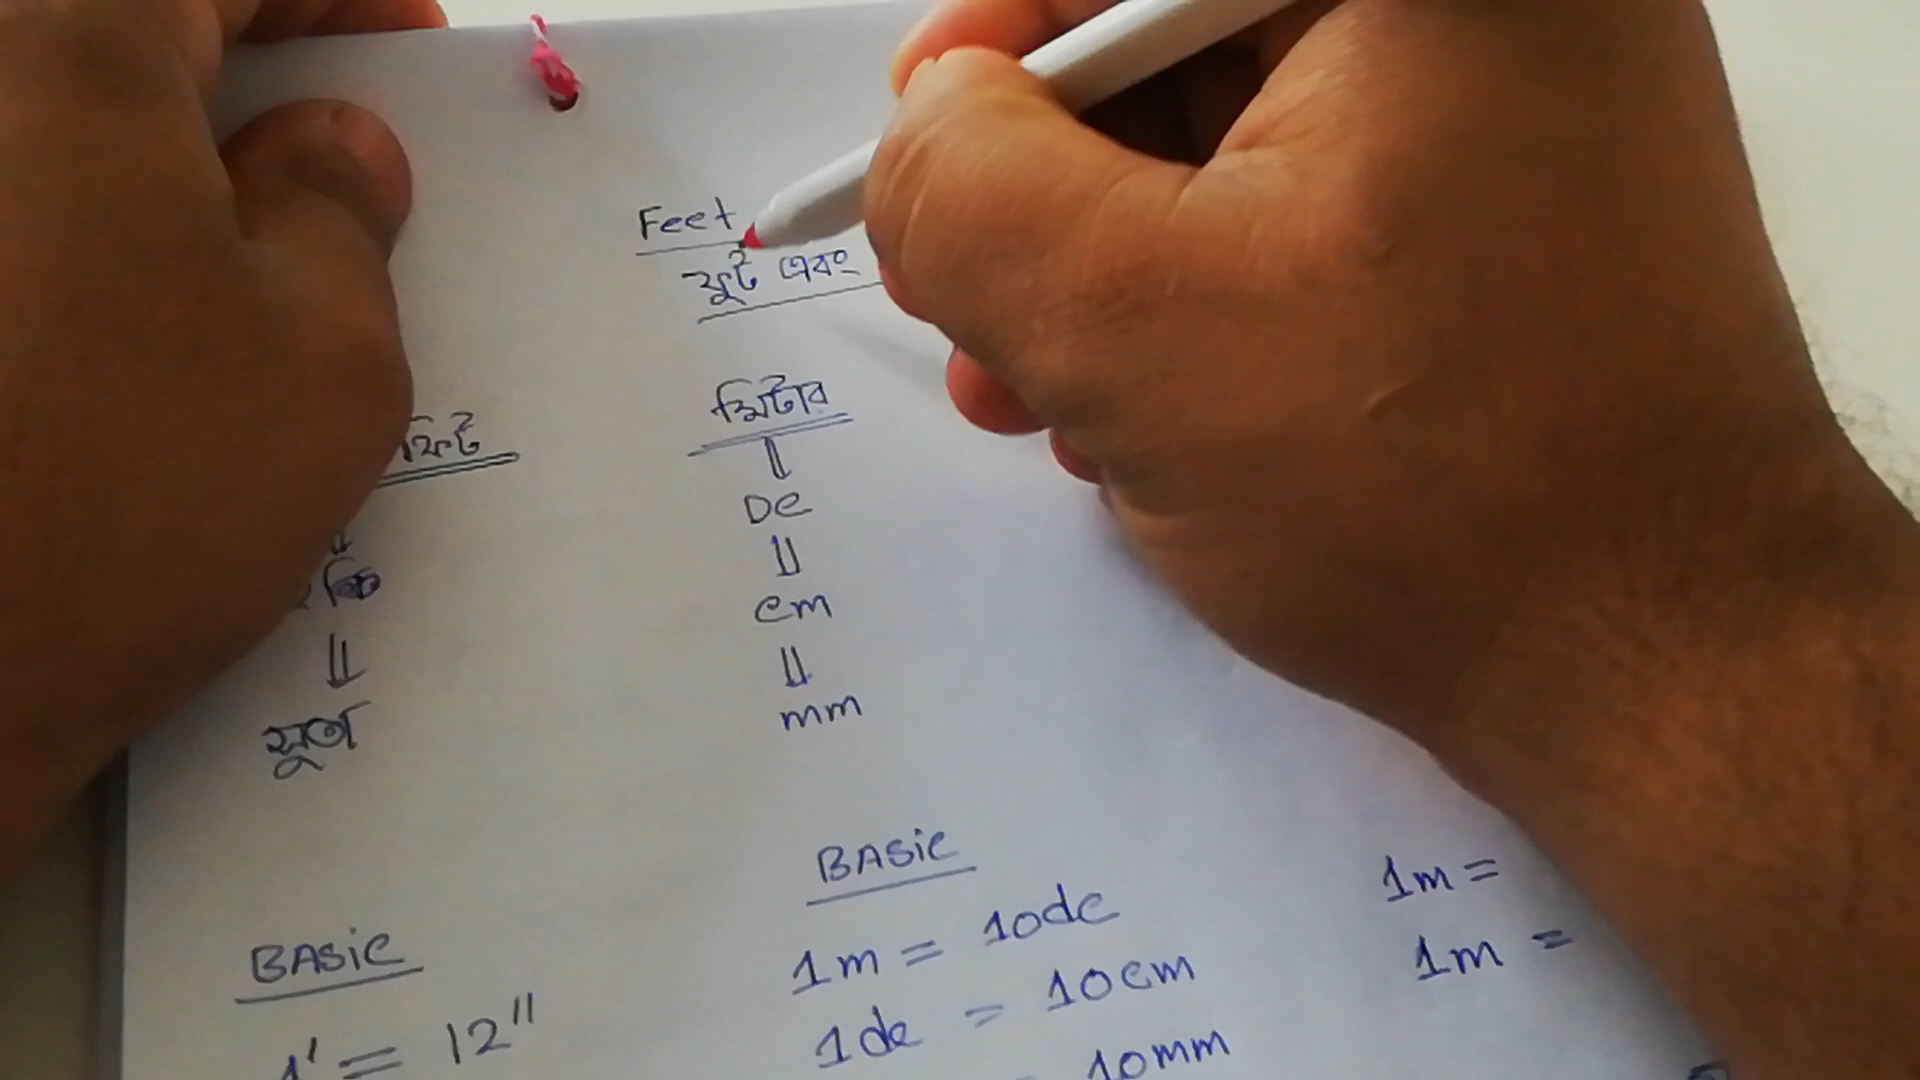 Feet
ফুট এবং
মিটার
ফিট
De
cm
mm
সুতা
BASIC
1m = 10de
1de = 10cm
10mm
1m =
1m =
BASIC
1' = 12"